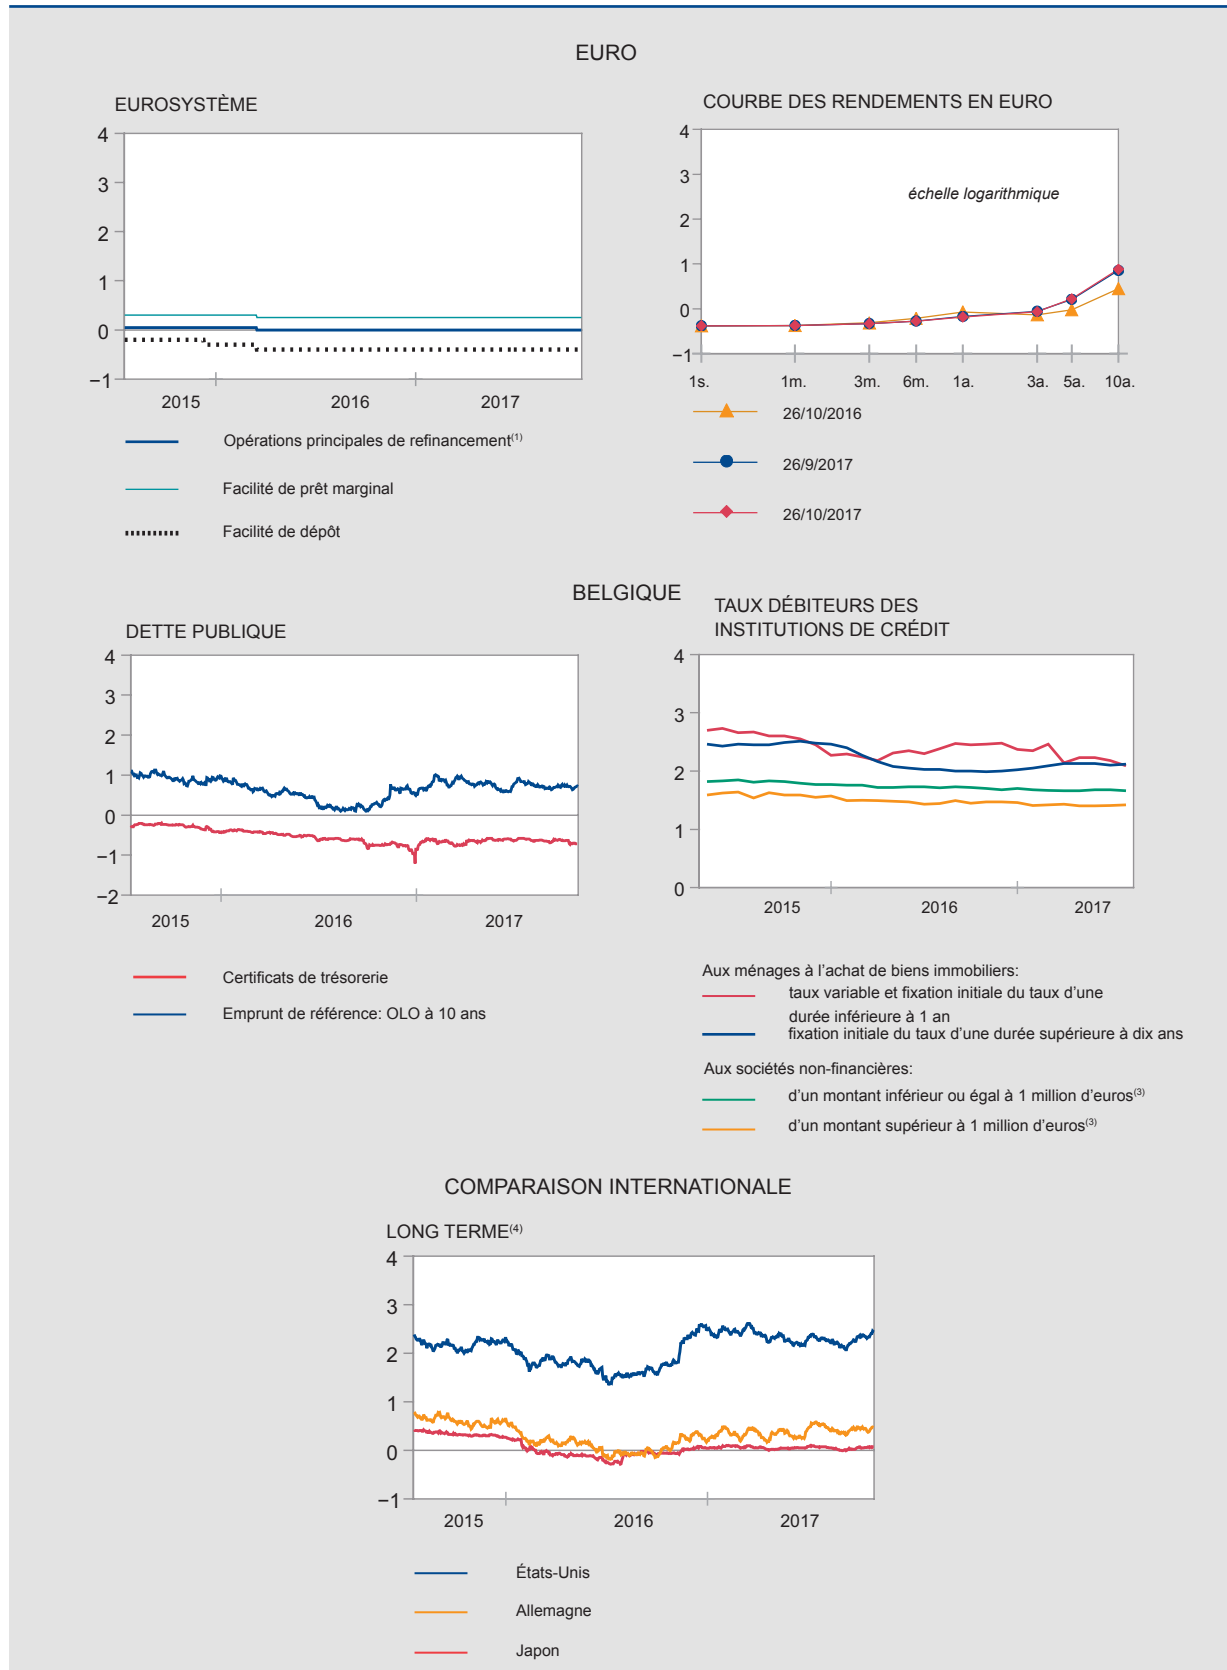 EURO
EUROSYSTÈME
4
3
2
1
0
−1
2015
2016
2017
Opérations principales de refinancement(1)
Facilité de prêt marginal
Facilité de dépôt
COURBE DES RENDEMENTS EN EURO
4
3
2
1
0
−1
échelle logarithmique
1s.
1m.
3m.
6m.
1a.
3a.
5a.
10a.
26/10/2016
26/9/2017
26/10/2017
BELGIQUE
DETTE PUBLIQUE
4
3
2
1
0
−1
−2
2015
2016
2017
Certificats de trésorerie
Emprunt de référence: OLO à 10 ans
TAUX DÉBITEURS DES
INSTITUTIONS DE CRÉDIT
4
3
2
1
0
2015
2016
2017
Aux ménages à l’achat de biens immobiliers:
taux variable et fixation initiale du taux d’une
durée inférieure à 1 an
fixation initiale du taux d’une durée supérieure à dix ans
Aux sociétés non-financières:
d’un montant inférieur ou égal à 1 million d’euros(3)
d’un montant supérieur à 1 million d’euros(3)
COMPARAISON INTERNATIONALE
LONG TERME(4)
4
3
2
1
0
−1
2015
2016
2017
États-Unis
Allemagne
Japon